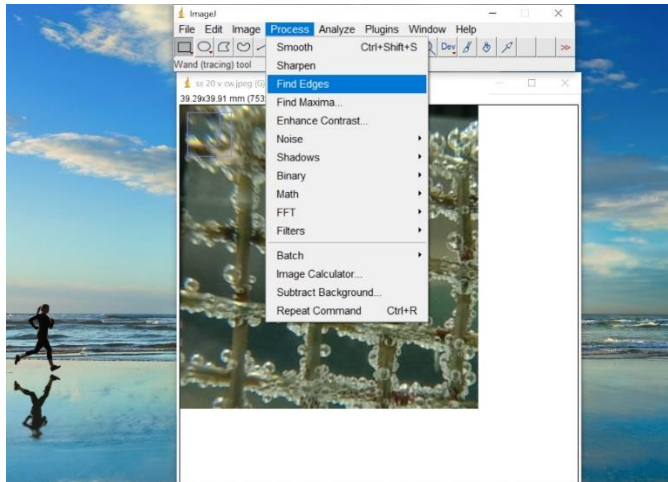 ImageJ
File Edit Image Process Analyze Plugins Window Help
Dev
Wand (tracing) tool
ss 20 v cw.jpeg (G)
39.29x39.91 mm (753
Smooth Ctrl+Shift+S
Sharpen
Find Edges
Find Maxima...
Enhance Contrast...
Noise
Shadows
Binary
Math
FFT
Filters
Batch
Image Calculator...
Subtract Background...
Repeat Command Ctrl+R